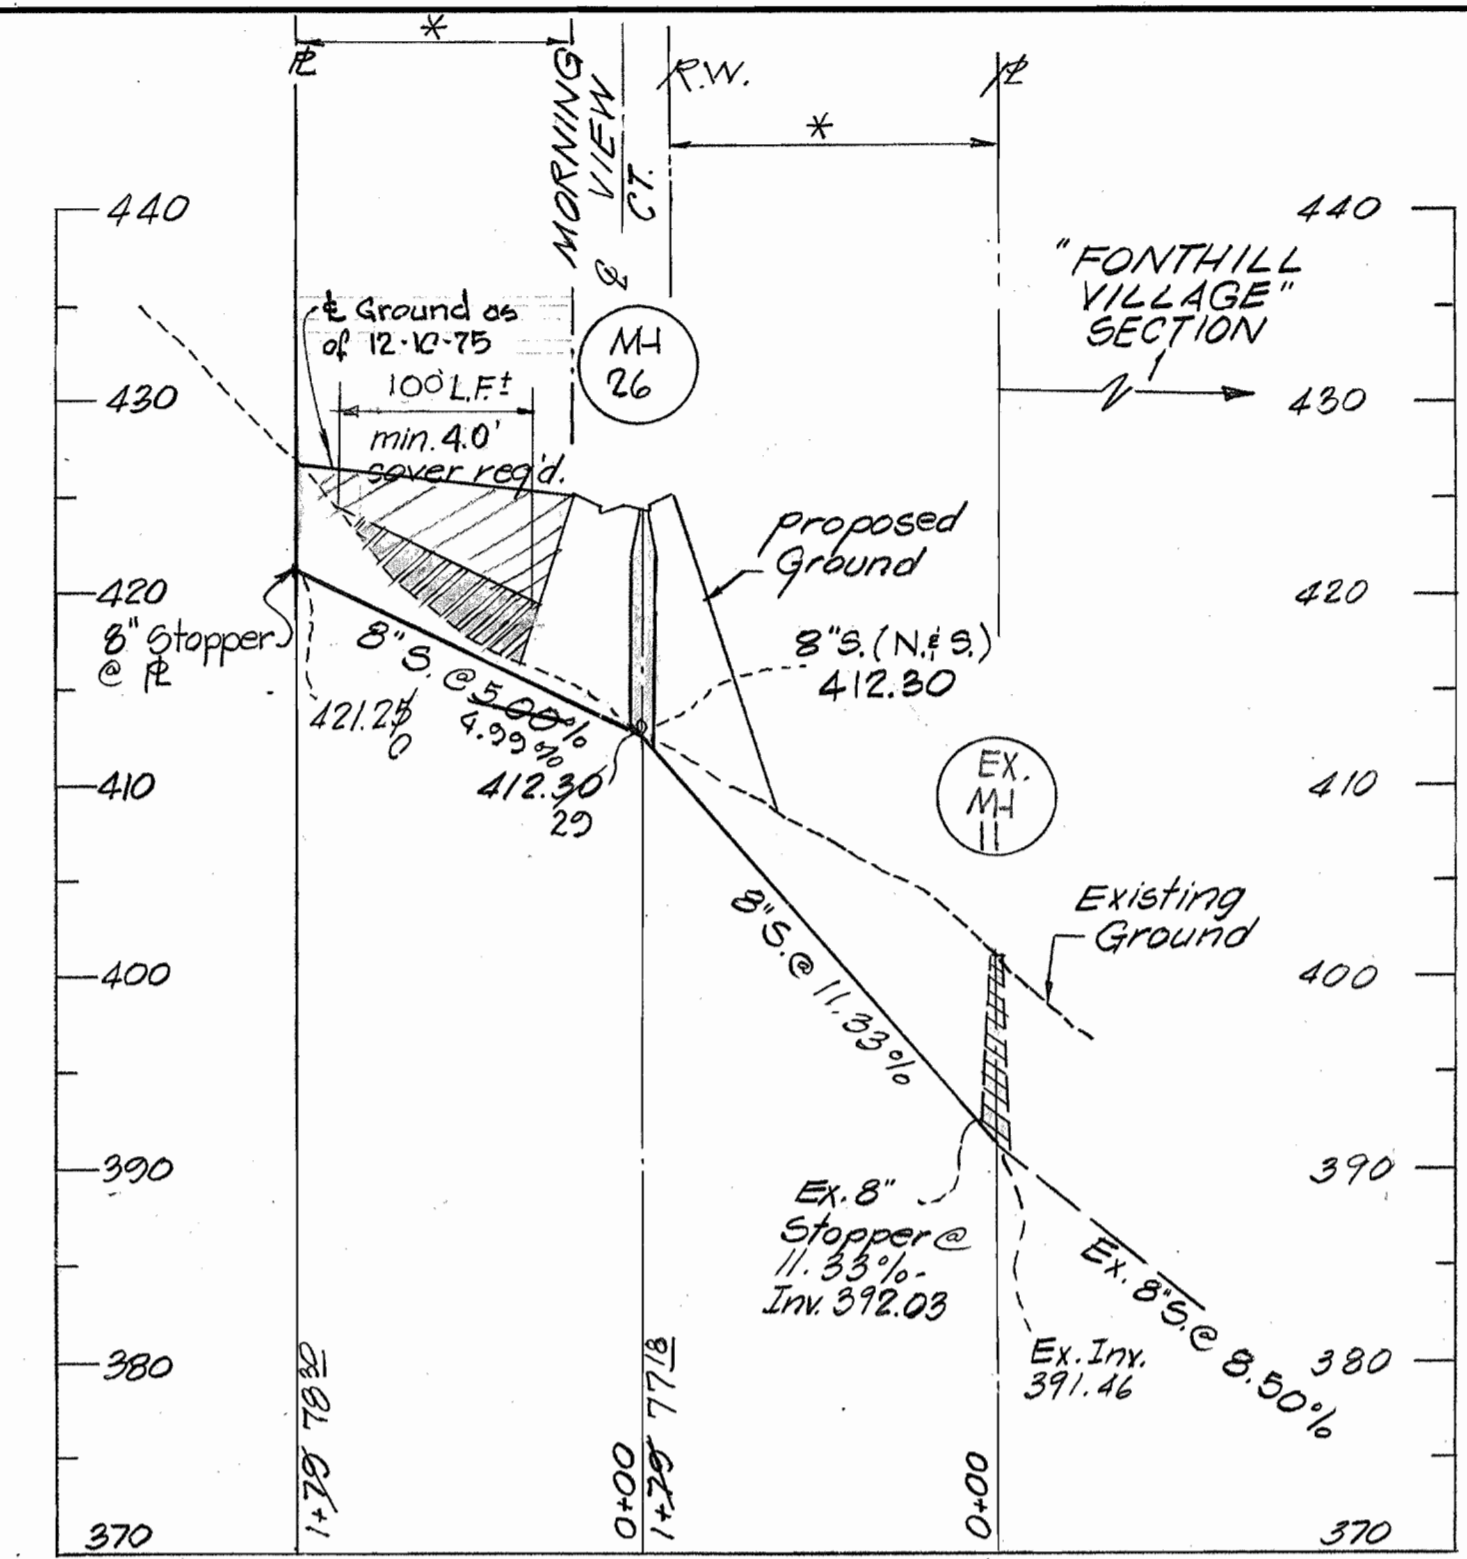 *
PL
MORNING
VIEW
CT.
R.W.
PL
*
440
440
"FONTHILL
VILLAGE"
SECTION
℄ Ground as
of 12-10-75
100' L.F.±
min. 4.0'
cover req'd.
MH
26
430
430
proposed
Ground
420
420
8" Stopper
@ PL
8" S. @ 5.00%
4.99%
8" S. (N. & S.)
412.30
421.25
0
412.30
29
410
410
EX.
MH
11
Existing
Ground
8" S. @ 11.33%
400
400
390
390
Ex. 8"
Stopper @
11.33%-
Inv. 392.03
Ex. 8" S. @ 8.50%
Ex. Inv.
391.46
380
380
1+79 78 30
0+00
1+79 77 18
0+00
370
370